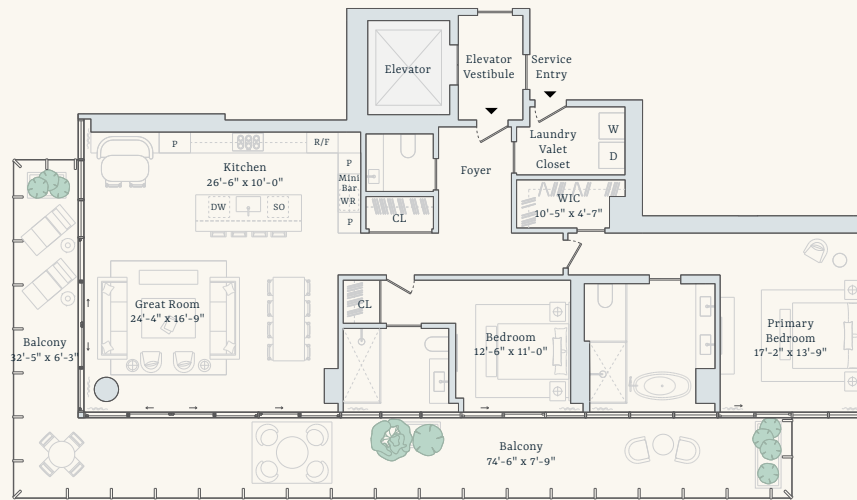 Elevator
Elevator
Vestibule
Service
Entry
P
R/F
Laundry
Valet
Closet
W
D
Kitchen
26'-6" x 10'-0"
P
Mini
Bar
WR
P
Foyer
DW
SO
CL
WIC
10'-5" x 4'-7"
Great Room
24'-4" x 16'-9"
CL
Balcony
32'-5" x 6'-3"
Bedroom
12'-6" x 11'-0"
Primary
Bedroom
17'-2" x 13'-9"
Balcony
74'-6" x 7'-9"